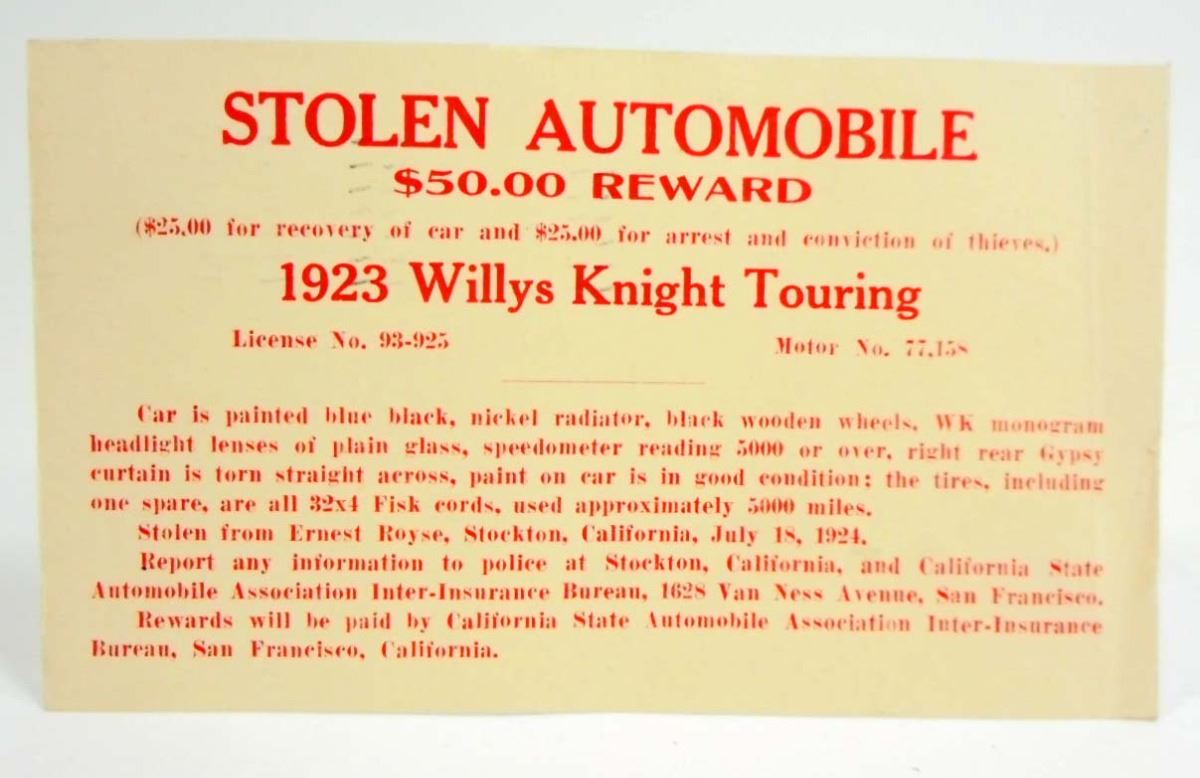 STOLEN AUTOMOBILE
$50.00 REWARD
($25.00 for recovery of car and $25.00 for arrest and conviction of thieves.)
1923 Willys Knight Touring
License No. 93-925 Motor No. 77,158
Car is painted blue black, nickel radiator, black wooden wheels, WK monogram
headlight lenses of plain glass, speedometer reading 5000 or over, right rear Gypsy
curtain is torn straight across, paint on car is in good condition; the tires, including
one spare, are all 32x4 Fisk cords, used approximately 5000 miles.
Stolen from Ernest Royse, Stockton, California, July 18, 1924.
Report any information to police at Stockton, California, and California State
Automobile Association Inter-Insurance Bureau, 1628 Van Ness Avenue, San Francisco.
Rewards will be paid by California State Automobile Association Inter-Insurance
Bureau, San Francisco, California.